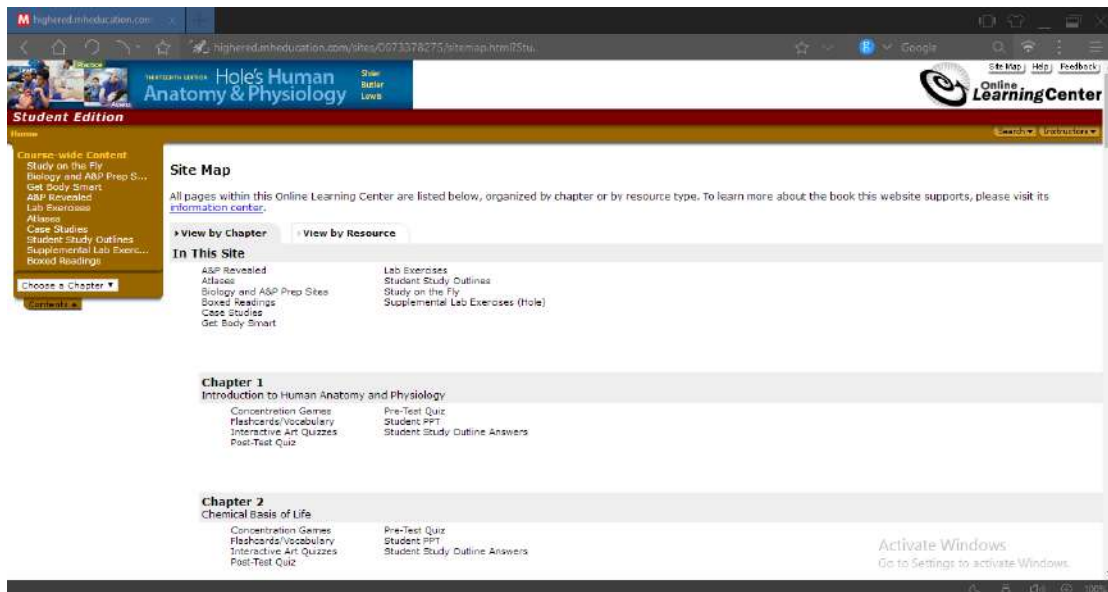 highered.mheducation.com
highered.mheducation.com/sites/0073378275/sitemap.html?Stu..
Google
Practice
THIRTEENTH EDITION Hole's Human
Anatomy & Physiology
Shier
Butler
Lewis
Site Map Help Feedback
Online
Learning Center
Student Edition
Home
Search Instructors
Course-wide Content
Study on the Fly
Biology and A&P Prep S...
Get Body Smart
A&P Revealed
Lab Exercises
Atlases
Case Studies
Student Study Outlines
Supplemental Lab Exerc...
Boxed Readings
Choose a Chapter
Contents
Site Map
All pages within this Online Learning Center are listed below, organized by chapter or by resource type. To learn more about the book this website supports, please visit its
information center.
View by Chapter View by Resource
In This Site
A&P Revealed
Atlases
Biology and A&P Prep Sites
Boxed Readings
Case Studies
Get Body Smart
Lab Exercises
Student Study Outlines
Study on the Fly
Supplemental Lab Exercises (Hole)
Chapter 1
Introduction to Human Anatomy and Physiology
Concentration Games
Flashcards/Vocabulary
Interactive Art Quizzes
Post-Test Quiz
Pre-Test Quiz
Student PPT
Student Study Outline Answers
Chapter 2
Chemical Basis of Life
Concentration Games
Flashcards/Vocabulary
Interactive Art Quizzes
Post-Test Quiz
Pre-Test Quiz
Student PPT
Student Study Outline Answers
Activate Windows
Go to Settings to activate Windows.
100%